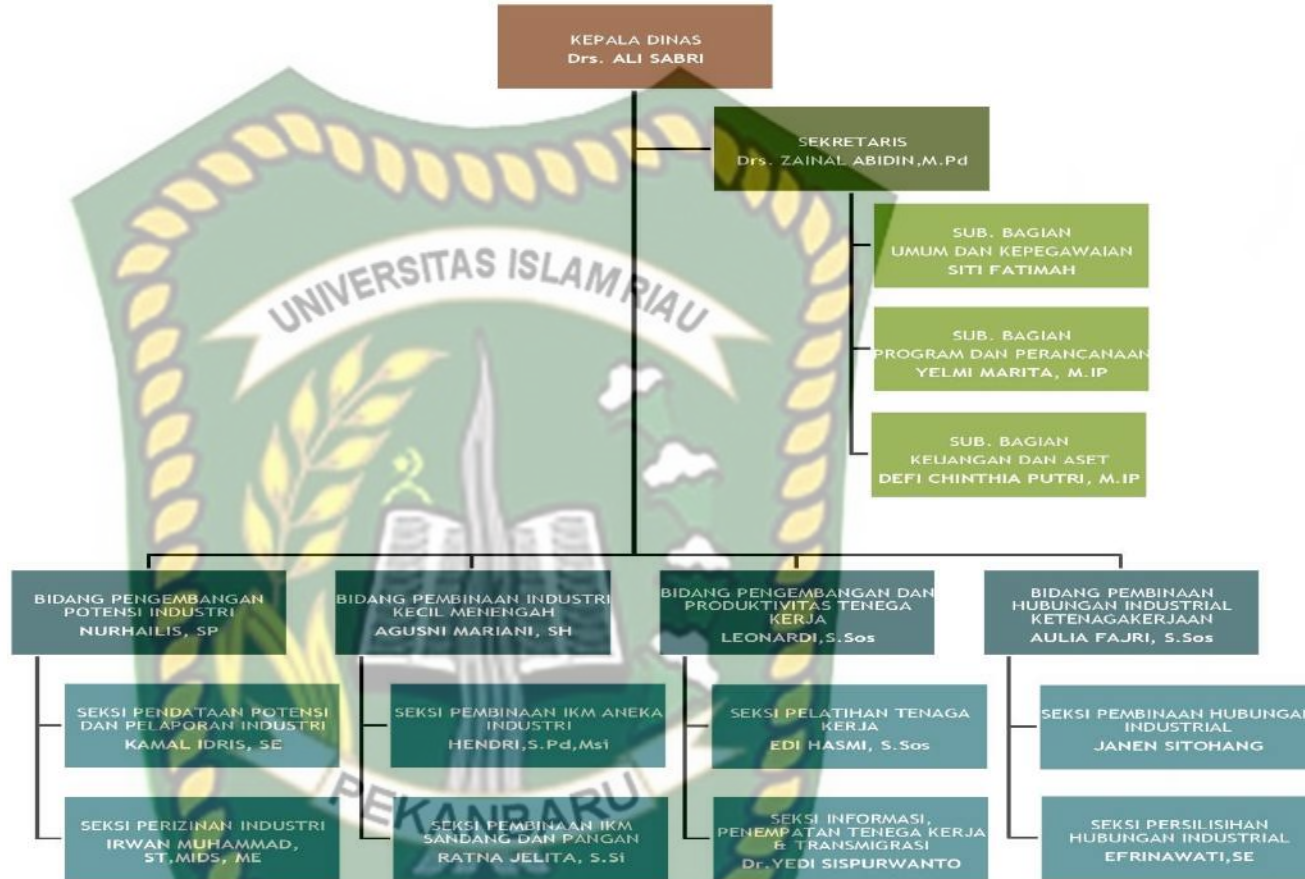 KEPALA DINAS
Drs. ALI SABRI
SEKRETARIS
Drs. ZAINAL ABIDIN,M.Pd
SUB. BAGIAN
UMUM DAN KEPEGAWAIAN
SITI FATIMAH
SUB. BAGIAN
PROGRAM DAN PERANCANAAN
YELMI MARITA, M.IP
SUB. BAGIAN
KEUANGAN DAN ASET
DEFI CHINTHIA PUTRI, M.IP
UNIVERSITAS ISLAM RIAU
BIDANG PENGEMBANGAN
POTENSI INDUSTRI
NURHAILIS, SP
BIDANG PEMBINAAN INDUSTRI
KECIL MENENGAH
AGUSNI MARIANI, SH
BIDANG PENGEMBANGAN DAN
PRODUKTIVITAS TENEGA
KERJA
LEONARDI,S.Sos
BIDANG PEMBINAAN
HUBUNGAN INDUSTRIAL
KETENAGAKERJAAN
AULIA FAJRI, S.Sos
SEKSI PENDATAAN POTENSI
DAN PELAPORAN INDUSTRI
KAMAL IDRIS, SE
SEKSI PEMBINAAN IKM ANEKA
INDUSTRI
HENDRI,S.Pd,Msi
SEKSI PELATIHAN TENAGA
KERJA
EDI HASMI, S.Sos
SEKSI PEMBINAAN HUBUNGAN
INDUSTRIAL
JANEN SITOHANG
SEKSI PERIZINAN INDUSTRI
IRWAN MUHAMMAD,
ST,MIDS, ME
SEKSI PEMBINAAN IKM
SANDANG DAN PANGAN
RATNA JELITA, S.Si
SEKSI INFORMASI,
PENEMPATAN TENEGA KERJA
& TRANSMIGRASI
Dr.YEDI SISPURWANTO
SEKSI PERSILISIHAN
HUBUNGAN INDUSTRIAL
EFRINAWATI,SE
PEKANBARU